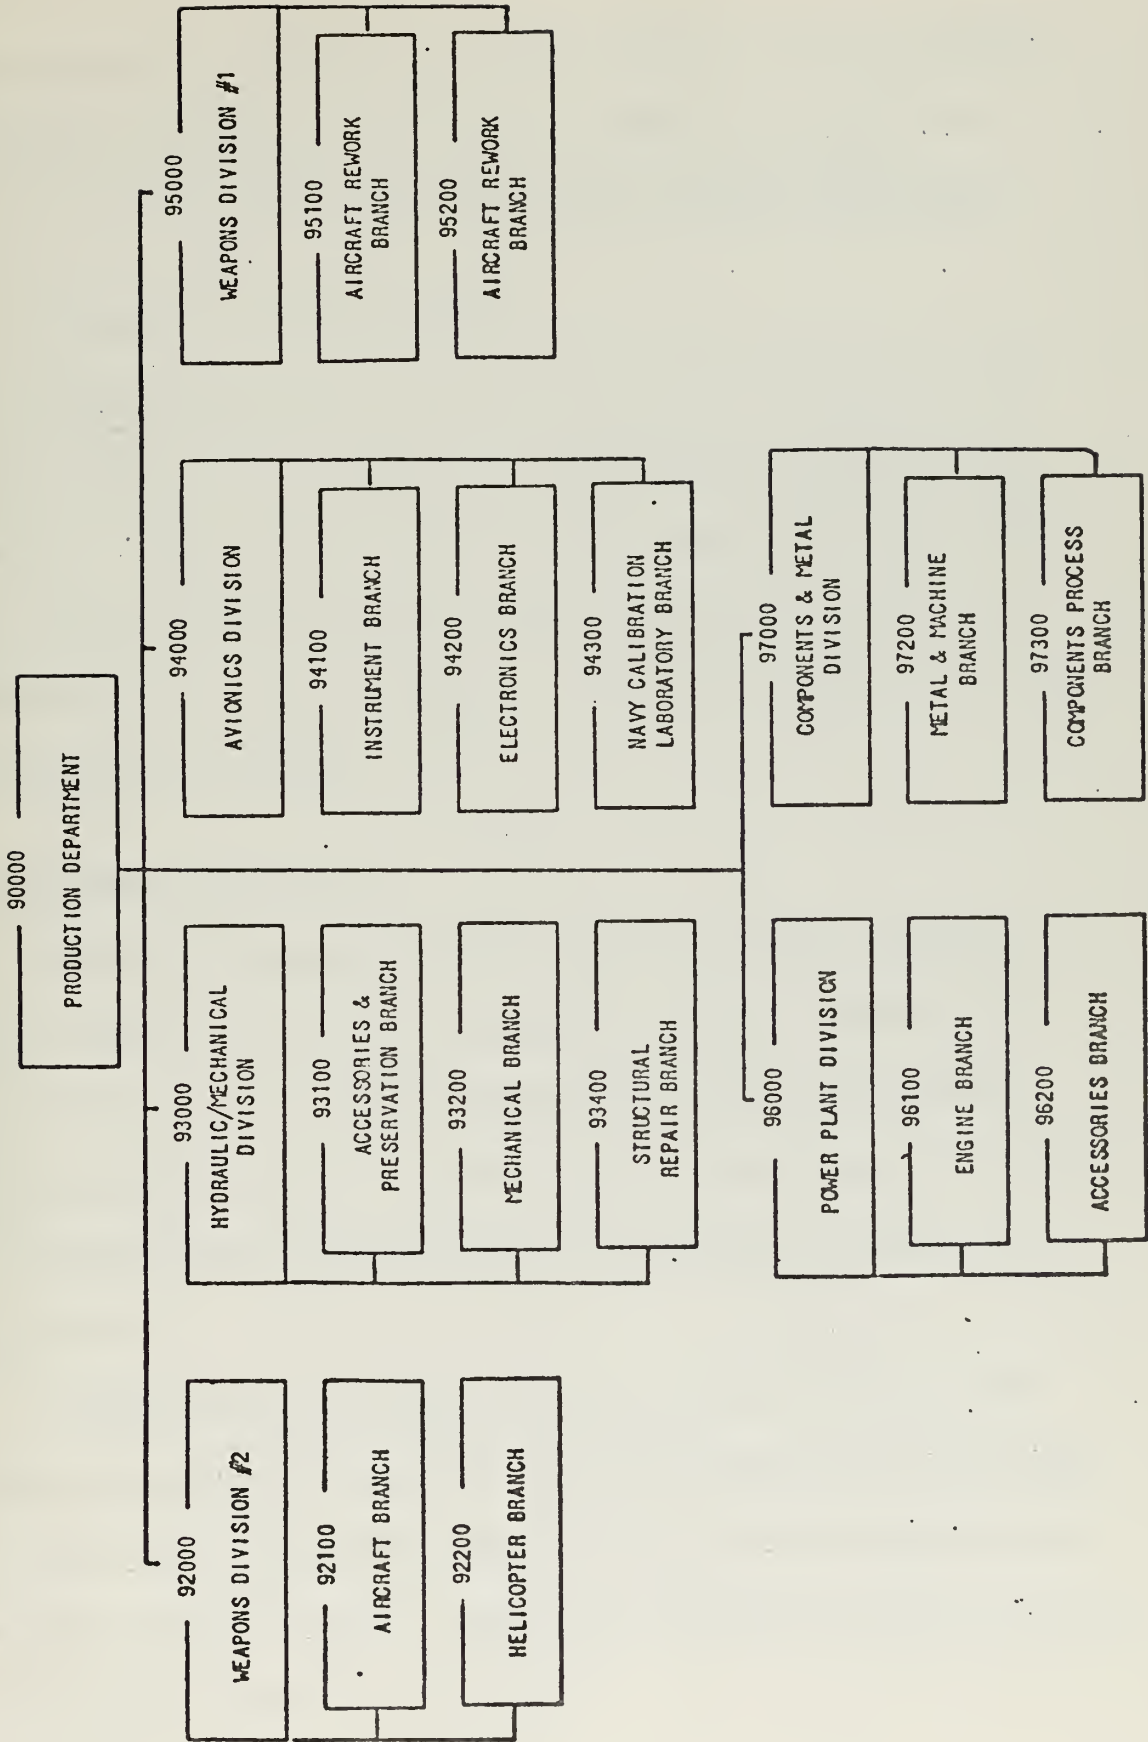 90000
PRODUCTION DEPARTMENT
92000
WEAPONS DIVISION #2
92100
AIRCRAFT BRANCH
92200
HELICOPTER BRANCH
93000
HYDRAULIC/MECHANICAL
DIVISION
93100
ACCESSORIES &
PRESERVATION BRANCH
93200
MECHANICAL BRANCH
93400
STRUCTURAL
REPAIR BRANCH
94000
AVIONICS DIVISION
94100
INSTRUMENT BRANCH
94200
ELECTRONICS BRANCH
94300
NAVY CALIBRATION
LABORATORY BRANCH
95000
WEAPONS DIVISION #1
95100
AIRCRAFT REWORK
BRANCH
95200
AIRCRAFT REWORK
BRANCH
96000
POWER PLANT DIVISION
96100
ENGINE BRANCH
96200
ACCESSORIES BRANCH
97000
COMPONENTS & METAL
DIVISION
97200
METAL & MACHINE
BRANCH
97300
COMPONENTS PROCESS
BRANCH